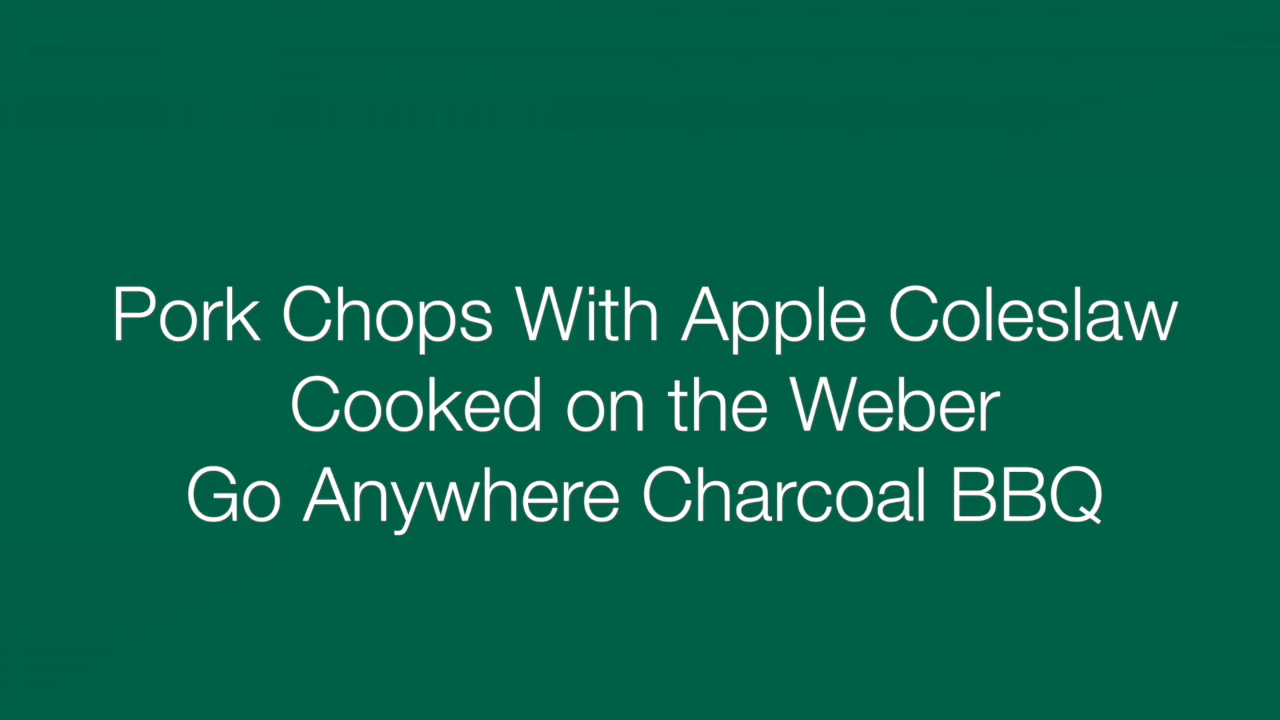 Pork Chops With Apple Coleslaw
Cooked on the Weber
Go Anywhere Charcoal BBQ